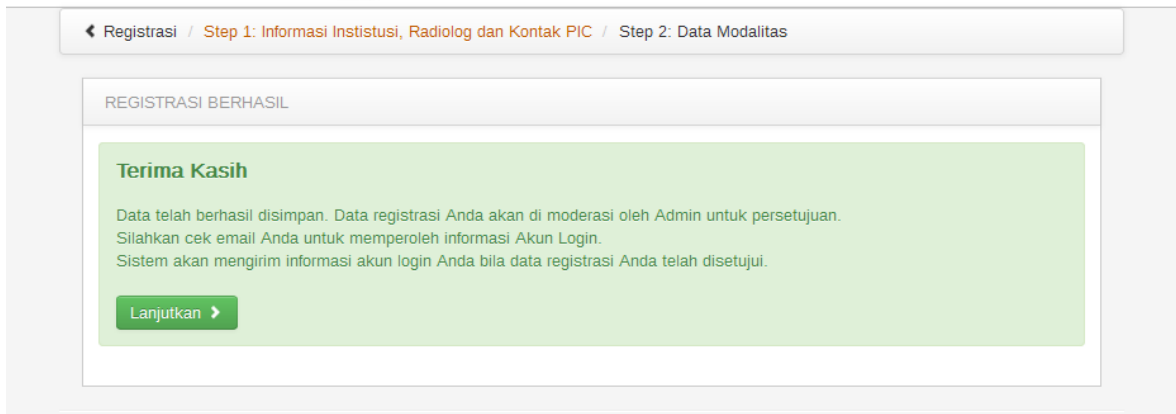 Registrasi / Step 1: Informasi Instistusi, Radiolog dan Kontak PIC / Step 2: Data Modalitas
REGISTRASI BERHASIL
Terima Kasih
Data telah berhasil disimpan. Data registrasi Anda akan di moderasi oleh Admin untuk persetujuan.
Silahkan cek email Anda untuk memperoleh informasi Akun Login.
Sistem akan mengirim informasi akun login Anda bila data registrasi Anda telah disetujui.
Lanjutkan